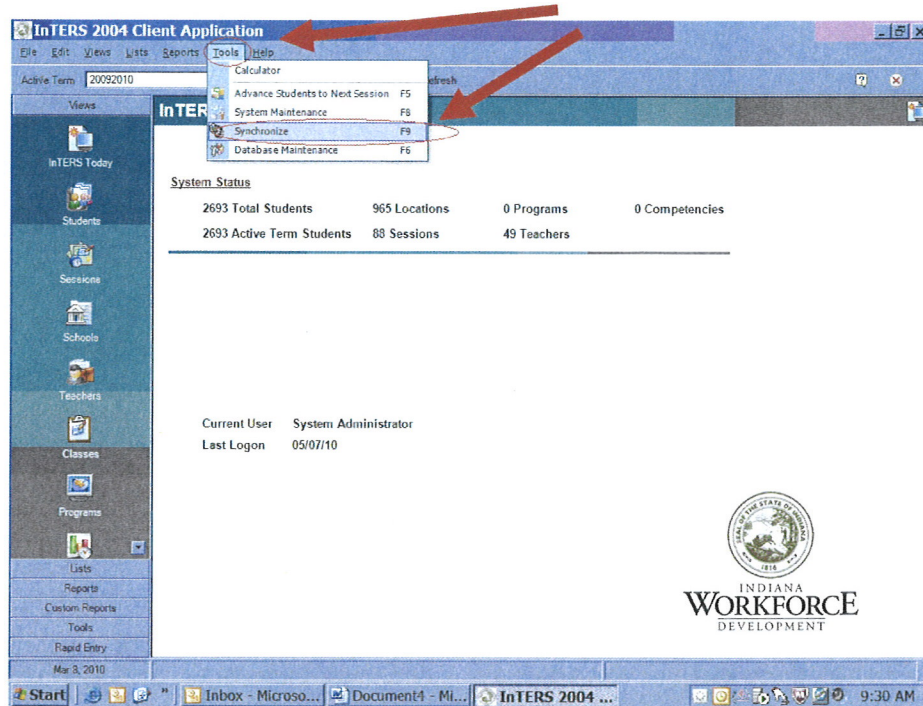 InTERS 2004 Client Application
File Edit Views Lists Reports Tools Help
Active Term 20092010
Calculator
Advance Students to Next Session F5
System Maintenance F8
Synchronize F9
Database Maintenance F6
Views
InTERS Today
Students
Sessions
Schools
Teachers
Classes
Programs
Lists
Reports
Custom Reports
Tools
Rapid Entry
System Status
2693 Total Students 965 Locations 0 Programs 0 Competencies
2693 Active Term Students 88 Sessions 49 Teachers
Current User System Administrator
Last Logon 05/07/10
1816
INDIANA
WORKFORCE
DEVELOPMENT
Mar 3, 2010
Start Inbox - Microso... Document4 - Mi... InTERS 2004 ... 9:30 AM